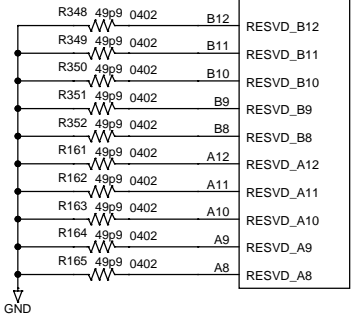 R348 49p9 0402 B12 RESVD_B12
R349 49p9 0402 B11 RESVD_B11
R350 49p9 0402 B10 RESVD_B10
R351 49p9 0402 B9 RESVD_B9
R352 49p9 0402 B8 RESVD_B8
R161 49p9 0402 A12 RESVD_A12
R162 49p9 0402 A11 RESVD_A11
R163 49p9 0402 A10 RESVD_A10
R164 49p9 0402 A9 RESVD_A9
R165 49p9 0402 A8 RESVD_A8
GND